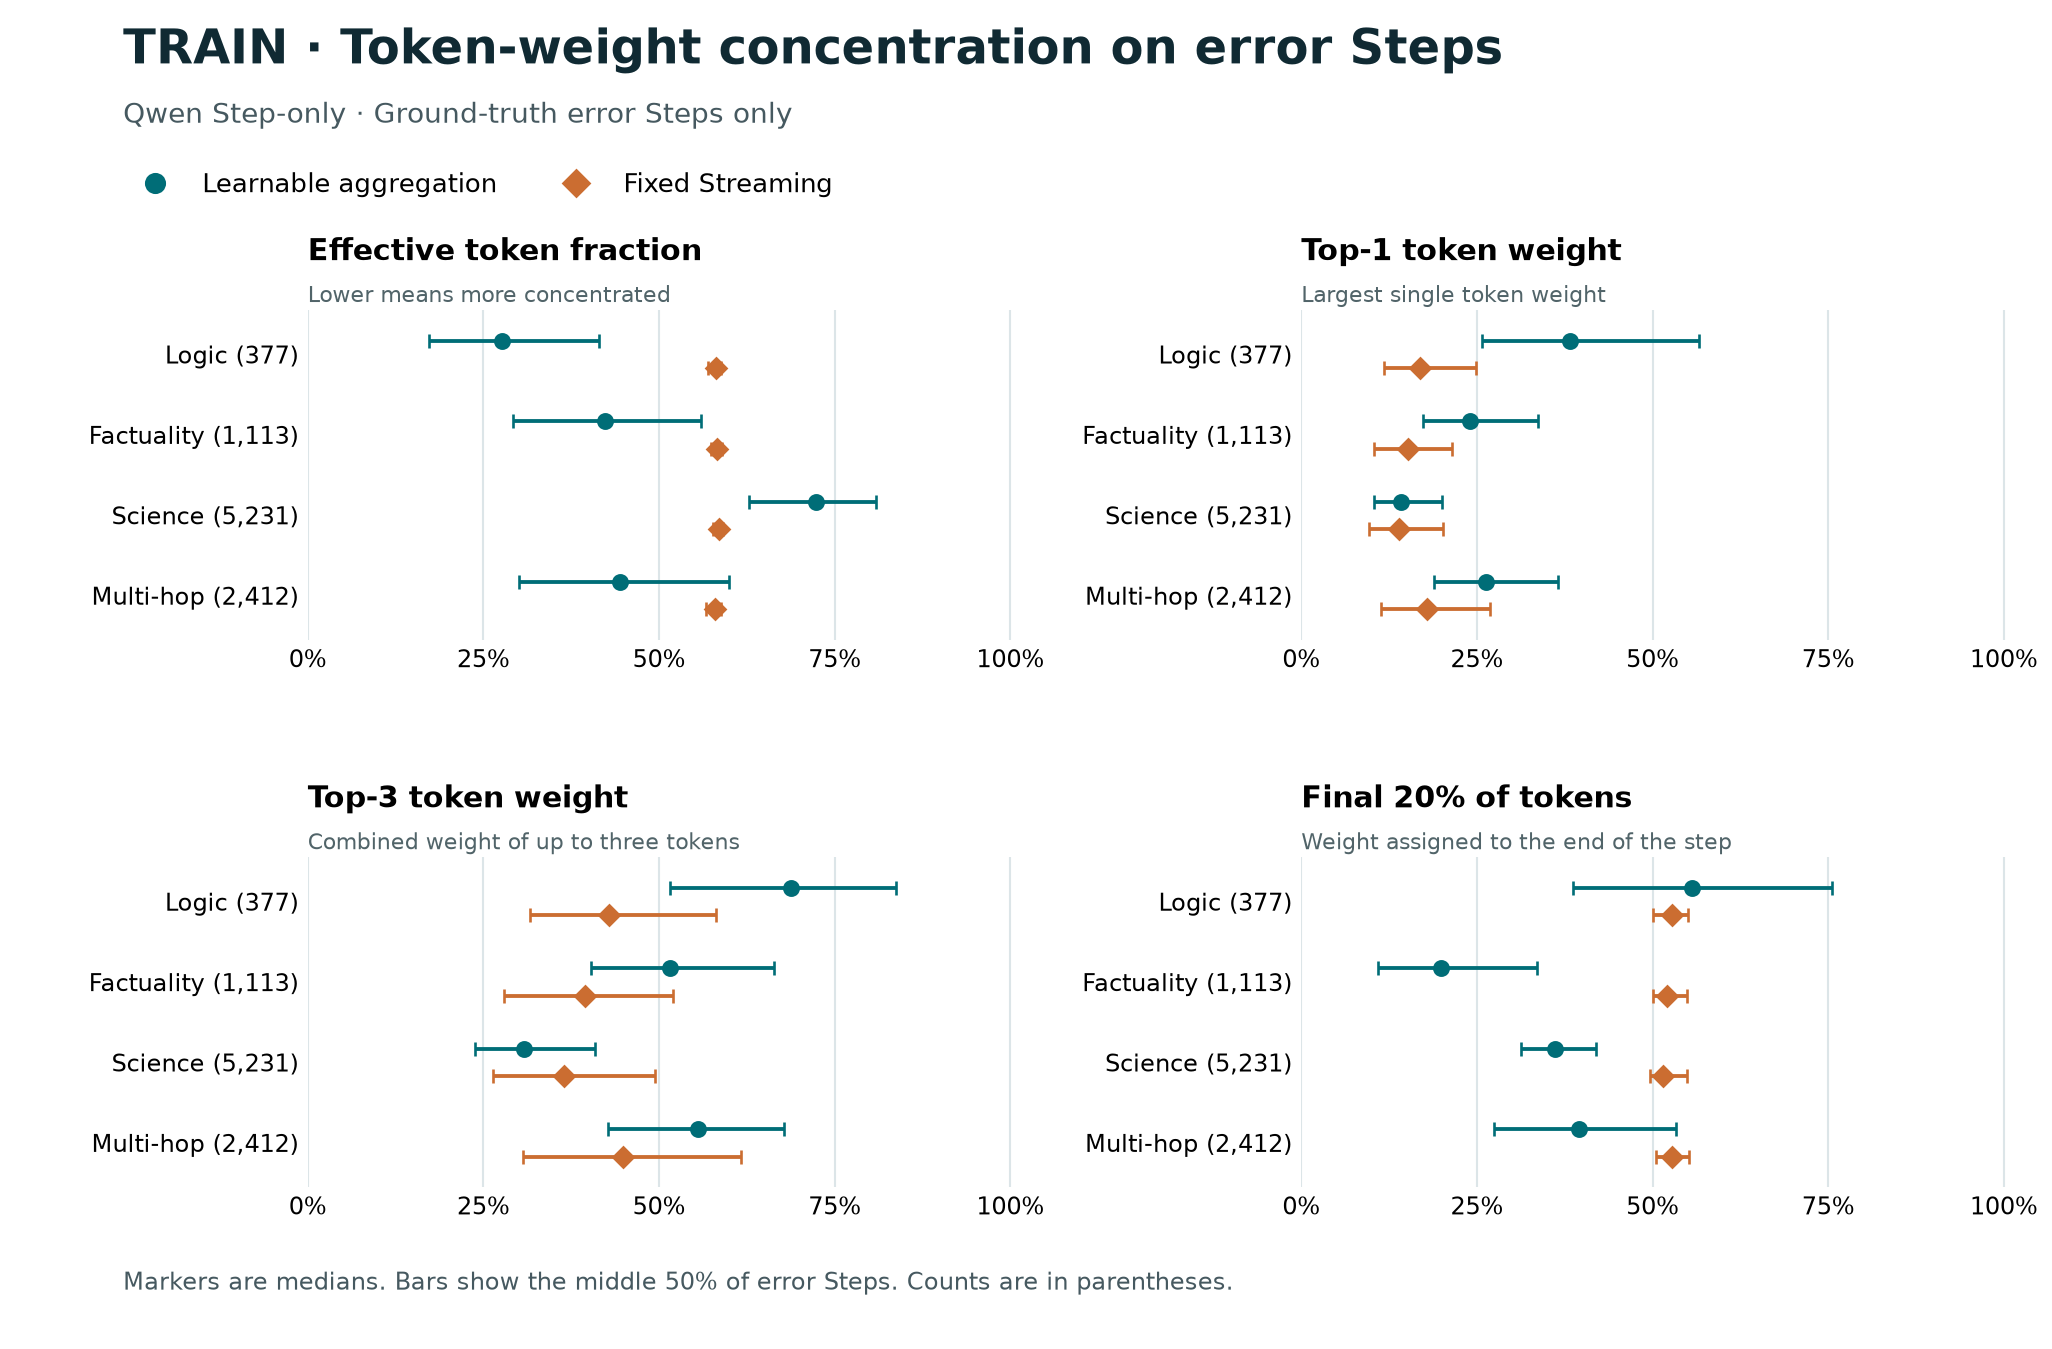 TRAIN · Token-weight concentration on error Steps
Qwen Step-only · Ground-truth error Steps only
Learnable aggregation
Fixed Streaming
Effective token fraction
Lower means more concentrated
Logic (377)
Factuality (1,113)
Science (5,231)
Multi-hop (2,412)
0% 25% 50% 75% 100%
Top-1 token weight
Largest single token weight
Logic (377)
Factuality (1,113)
Science (5,231)
Multi-hop (2,412)
0% 25% 50% 75% 100%
Top-3 token weight
Combined weight of up to three tokens
Logic (377)
Factuality (1,113)
Science (5,231)
Multi-hop (2,412)
0% 25% 50% 75% 100%
Final 20% of tokens
Weight assigned to the end of the step
Logic (377)
Factuality (1,113)
Science (5,231)
Multi-hop (2,412)
0% 25% 50% 75% 100%
Markers are medians. Bars show the middle 50% of error Steps. Counts are in parentheses.